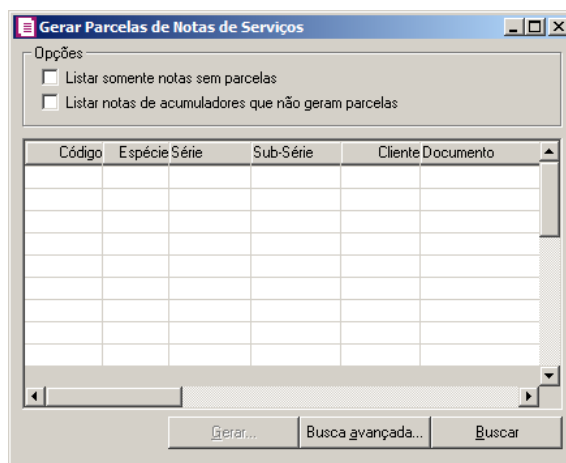 Gerar Parcelas de Notas de Serviços
Opções
Listar somente notas sem parcelas
Listar notas de acumuladores que não geram parcelas
Código Espécie Série Sub-Série Cliente Documento
Gerar... Busca avançada... Buscar